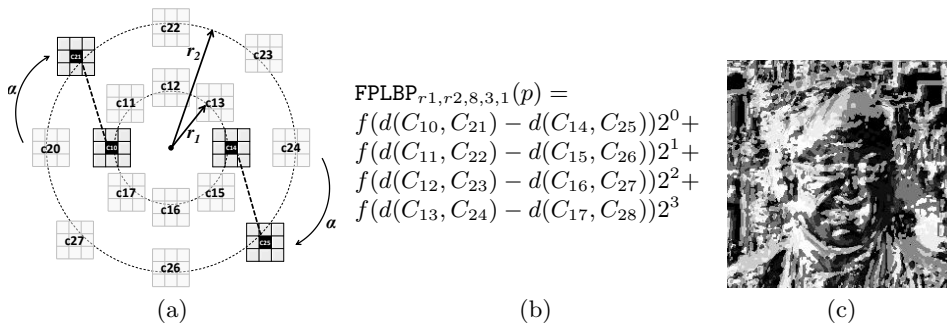 c22
C21
r2
c23
α
c12
c11
c13
r1
c20
C10
C14
c24
c17
c15
c16
α
c27
C25
c26
(a)
FPLBP_{r1,r2,8,3,1}(p) =
f(d(C_{10}, C_{21}) − d(C_{14}, C_{25}))2^0+
f(d(C_{11}, C_{22}) − d(C_{15}, C_{26}))2^1+
f(d(C_{12}, C_{23}) − d(C_{16}, C_{27}))2^2+
f(d(C_{13}, C_{24}) − d(C_{17}, C_{28}))2^3
(b)
(c)